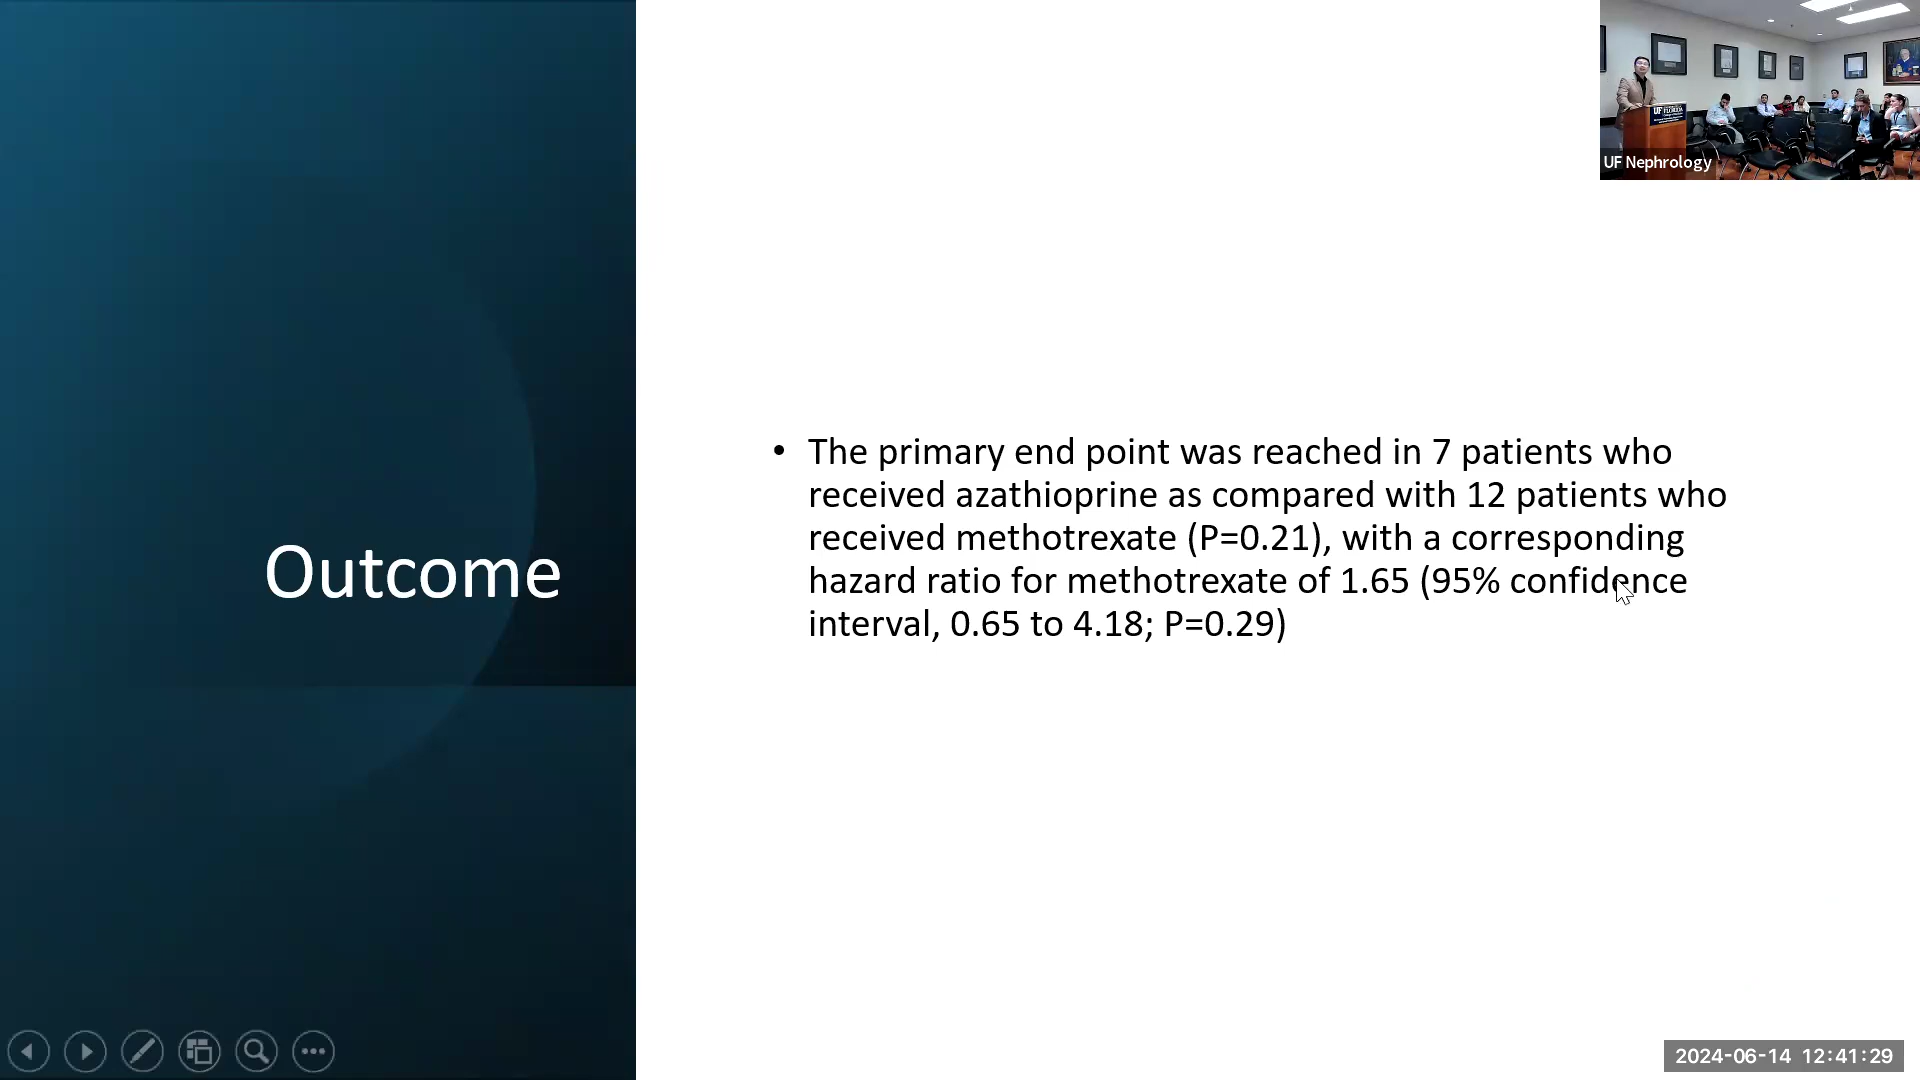 UF Nephrology
Outcome
• The primary end point was reached in 7 patients who
received azathioprine as compared with 12 patients who
received methotrexate (P=0.21), with a corresponding
hazard ratio for methotrexate of 1.65 (95% confidence
interval, 0.65 to 4.18; P=0.29)
2024-06-14 12:41:29